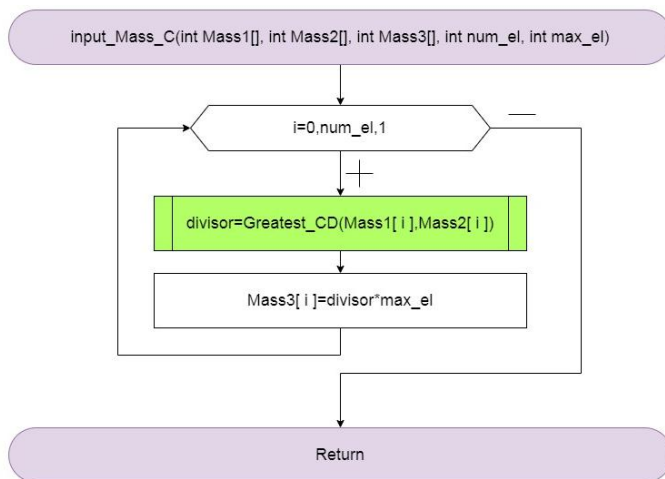 input_Mass_C(int Mass1[], int Mass2[], int Mass3[], int num_el, int max_el)
i=0,num_el,1
divisor=Greatest_CD(Mass1[ i ],Mass2[ i ])
Mass3[ i ]=divisor*max_el
Return